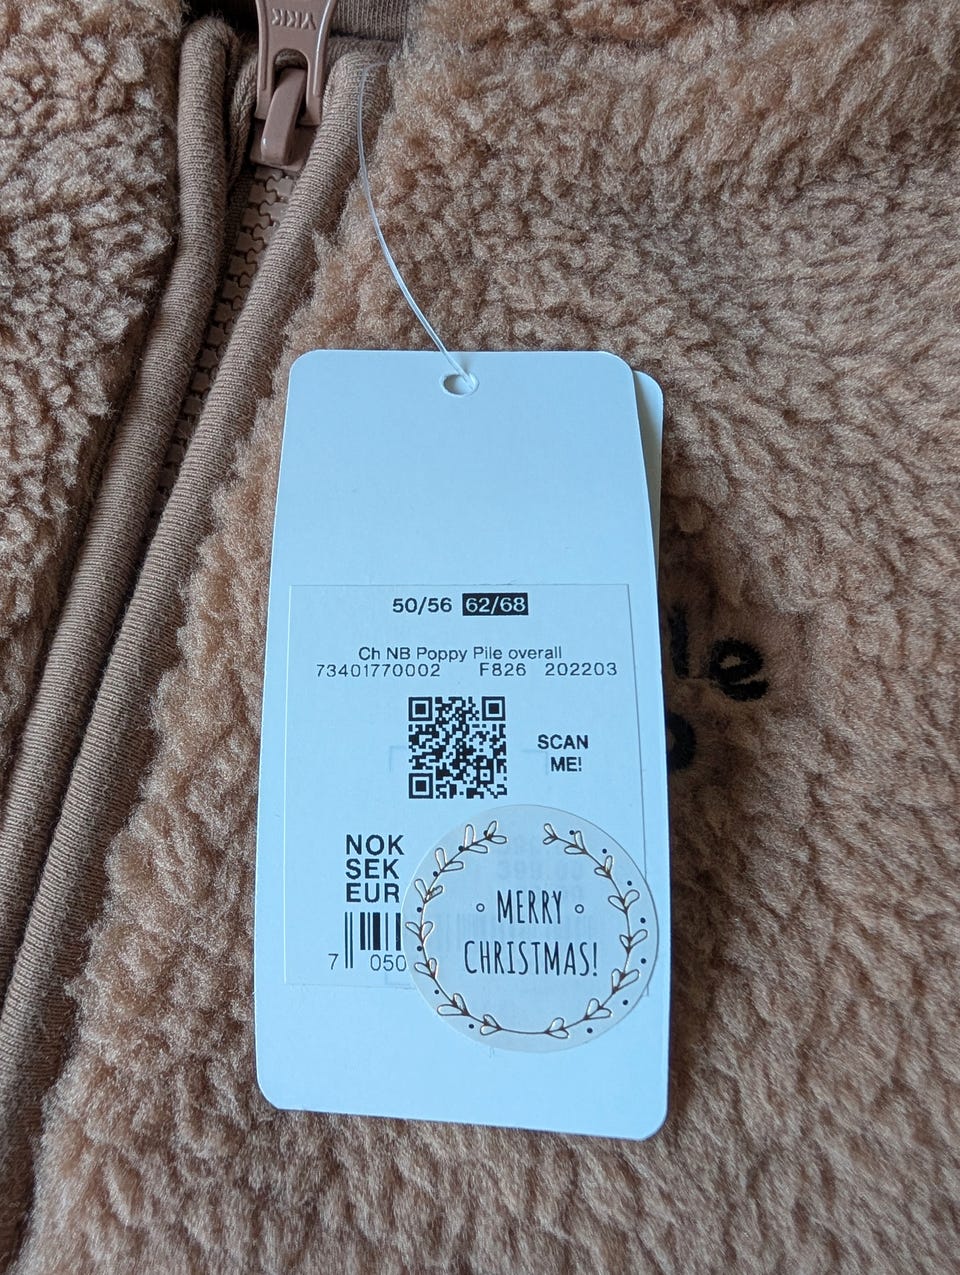 YKK
50/56 62/68
Ch NB Poppy Pile overall
73401770002 F826 202203
SCAN
ME!
NOK
SEK
EUR
7 050
MERRY
CHRISTMAS!